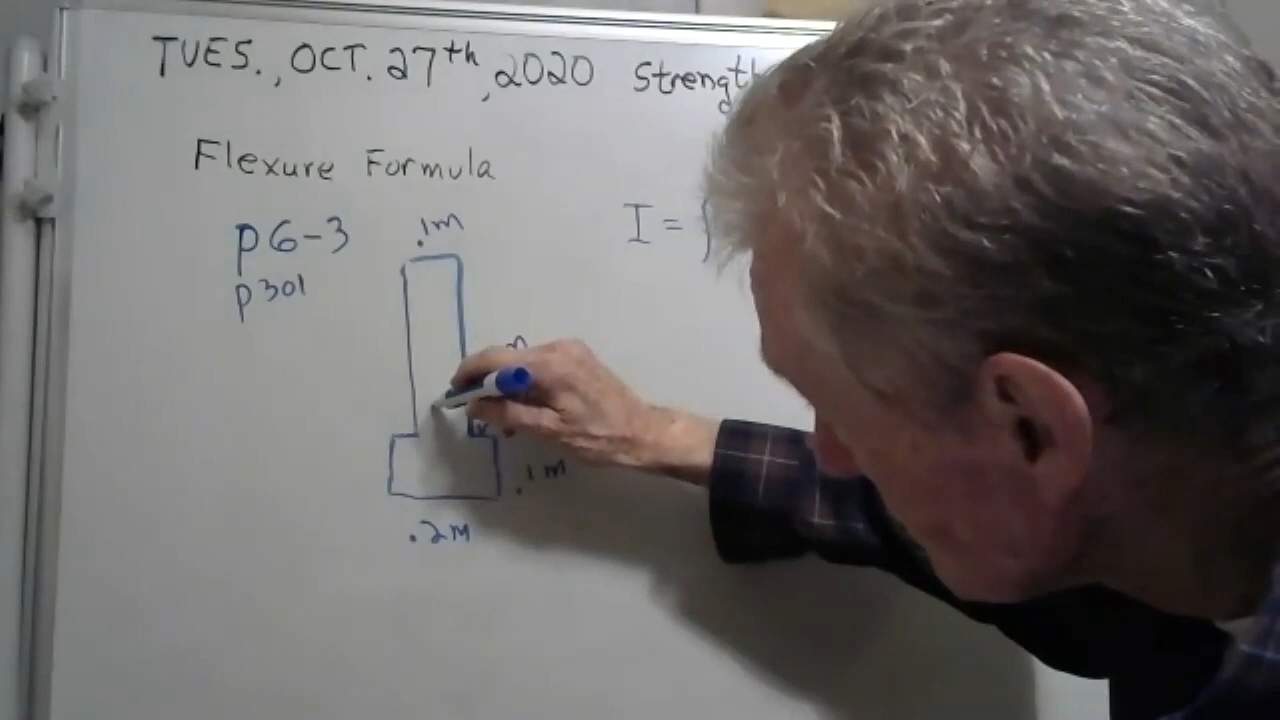 TUES., OCT. 27th, 2020 Strength
Flexure Formula
p6-3
p301
.1m
I = ∫
.1m
.2m